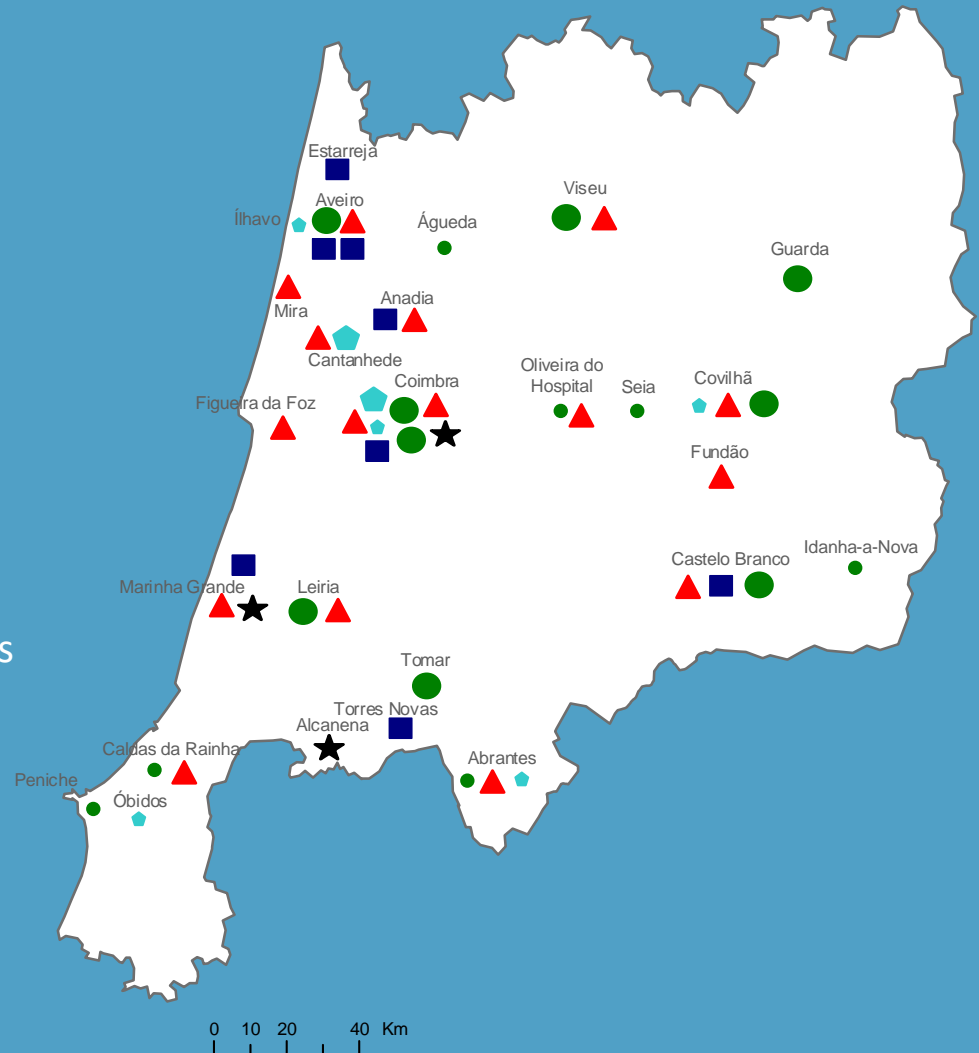 Estarreja
Viseu
Aveiro
Ílhavo
Águeda
Guarda
Anadia
Mira
Cantanhede
Oliveira do
Hospital
Seia
Covilhã
Coimbra
Figueira da Foz
Fundão
Idanha-a-Nova
Castelo Branco
Marinha Grande
Leiria
s
Tomar
Torres Novas
Alcanena
Caldas da Rainha
Abrantes
Peniche
Óbidos
0 10 20 40 Km